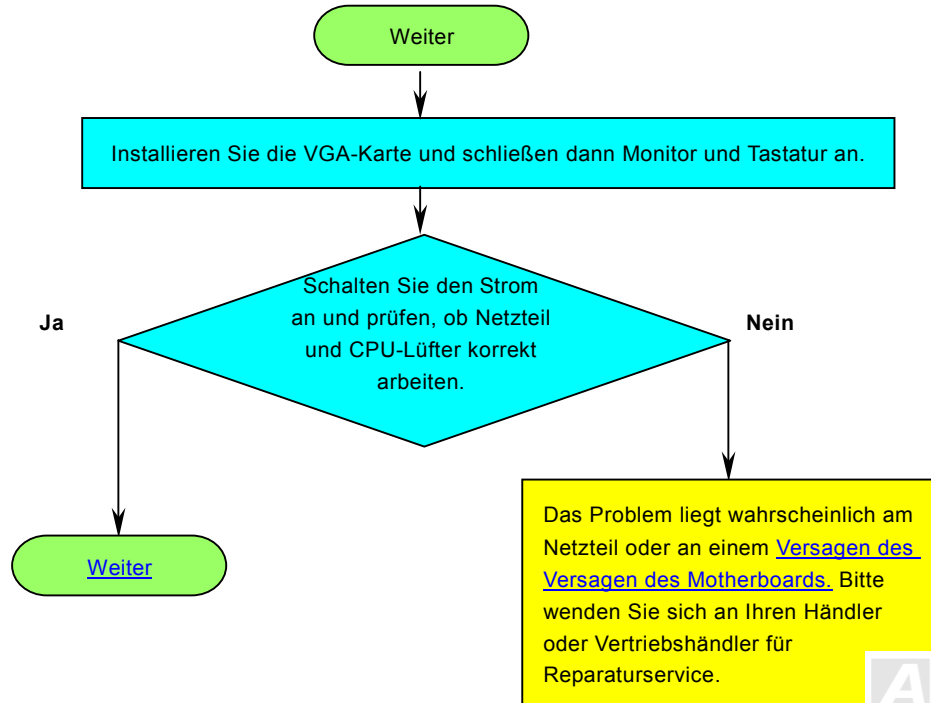 Weiter
Installieren Sie die VGA-Karte und schließen dann Monitor und Tastatur an.
Schalten Sie den Strom
an und prüfen, ob Netzteil
und CPU-Lüfter korrekt
arbeiten.
Ja
Nein
Weiter
Das Problem liegt wahrscheinlich am
Netzteil oder an einem Versagen des
Versagen des Motherboards. Bitte
wenden Sie sich an Ihren Händler
oder Vertriebshändler für
Reparaturservice.
A